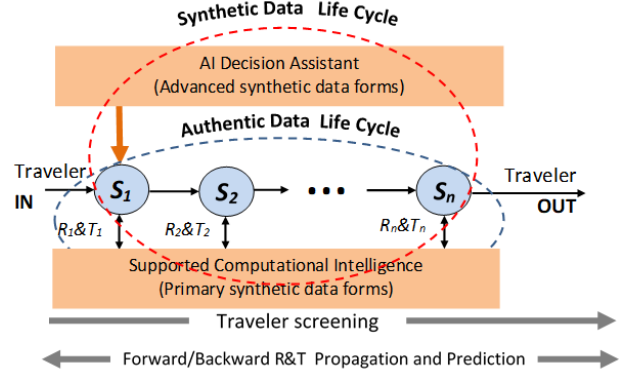 Synthetic Data Life Cycle
AI Decision Assistant
(Advanced synthetic data forms)
Authentic Data Life Cycle
Traveler
Traveler
IN
S1
S2
•••
Sn
OUT
R1&T1
R2&T2
Rn&Tn
Supported Computational Intelligence
(Primary synthetic data forms)
Traveler screening
Forward/Backward R&T Propagation and Prediction